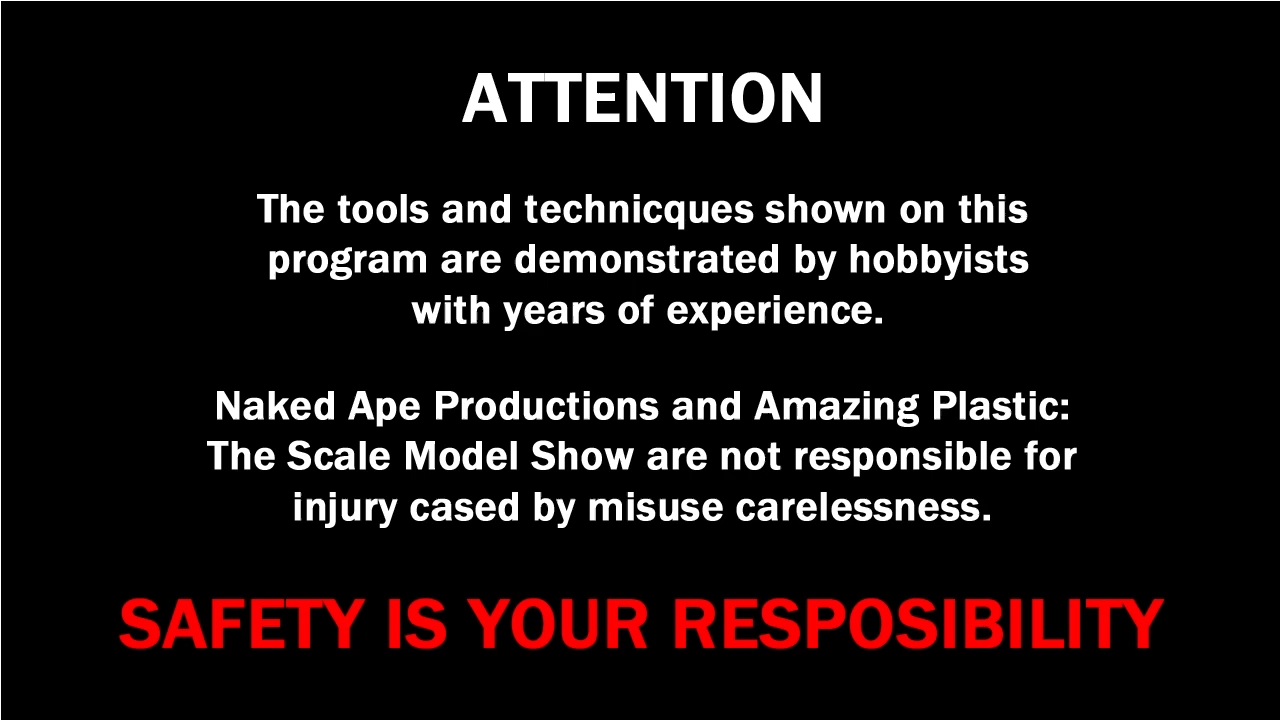 ATTENTION
The tools and technicques shown on this
program are demonstrated by hobbyists
with years of experience.
Naked Ape Productions and Amazing Plastic:
The Scale Model Show are not responsible for
injury cased by misuse carelessness.
SAFETY IS YOUR RESPOSIBILITY